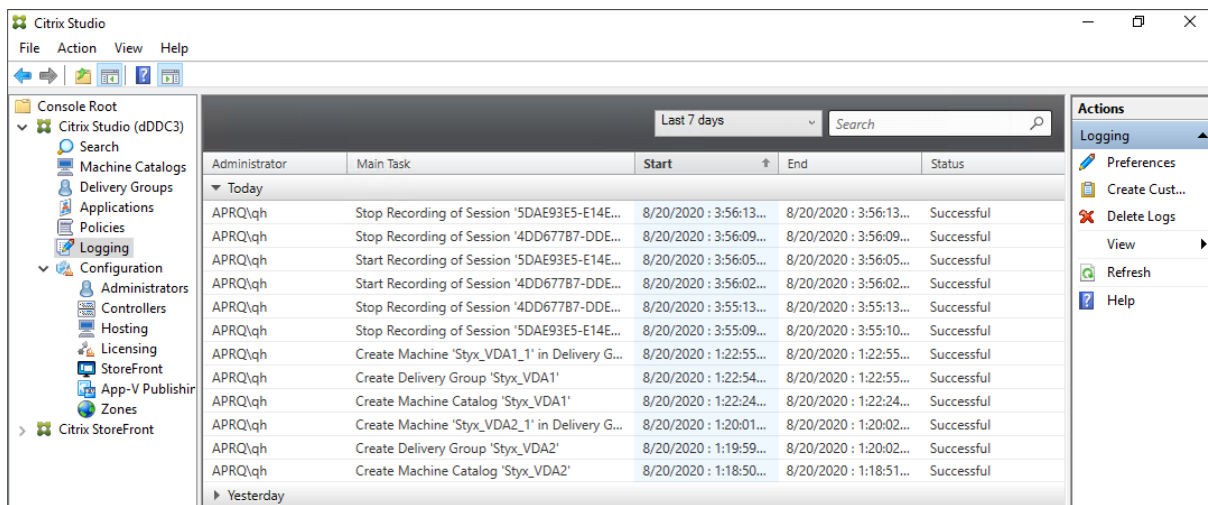 Citrix Studio
File Action View Help
Console Root
Citrix Studio (dDDC3)
Search
Machine Catalogs
Delivery Groups
Applications
Policies
Logging
Configuration
Administrators
Controllers
Hosting
Licensing
StoreFront
App-V Publishin
Zones
Citrix StoreFront
Last 7 days Search
Administrator Main Task Start End Status
Today
APRQ\qh Stop Recording of Session '5DAE93E5-E14E... 8/20/2020 : 3:56:13... 8/20/2020 : 3:56:13... Successful
APRQ\qh Stop Recording of Session '4DD677B7-DDE... 8/20/2020 : 3:56:09... 8/20/2020 : 3:56:09... Successful
APRQ\qh Start Recording of Session '5DAE93E5-E14E... 8/20/2020 : 3:56:05... 8/20/2020 : 3:56:05... Successful
APRQ\qh Start Recording of Session '4DD677B7-DDE... 8/20/2020 : 3:56:02... 8/20/2020 : 3:56:02... Successful
APRQ\qh Stop Recording of Session '4DD677B7-DDE... 8/20/2020 : 3:55:13... 8/20/2020 : 3:55:13... Successful
APRQ\qh Stop Recording of Session '5DAE93E5-E14E... 8/20/2020 : 3:55:09... 8/20/2020 : 3:55:10... Successful
APRQ\qh Create Machine 'Styx_VDA1_1' in Delivery G... 8/20/2020 : 1:22:55... 8/20/2020 : 1:22:55... Successful
APRQ\qh Create Delivery Group 'Styx_VDA1' 8/20/2020 : 1:22:54... 8/20/2020 : 1:22:55... Successful
APRQ\qh Create Machine Catalog 'Styx_VDA1' 8/20/2020 : 1:22:24... 8/20/2020 : 1:22:24... Successful
APRQ\qh Create Machine 'Styx_VDA2_1' in Delivery G... 8/20/2020 : 1:20:01... 8/20/2020 : 1:20:02... Successful
APRQ\qh Create Delivery Group 'Styx_VDA2' 8/20/2020 : 1:19:59... 8/20/2020 : 1:20:02... Successful
APRQ\qh Create Machine Catalog 'Styx_VDA2' 8/20/2020 : 1:18:50... 8/20/2020 : 1:18:51... Successful
Yesterday
Actions
Logging
Preferences
Create Cust...
Delete Logs
View
Refresh
Help